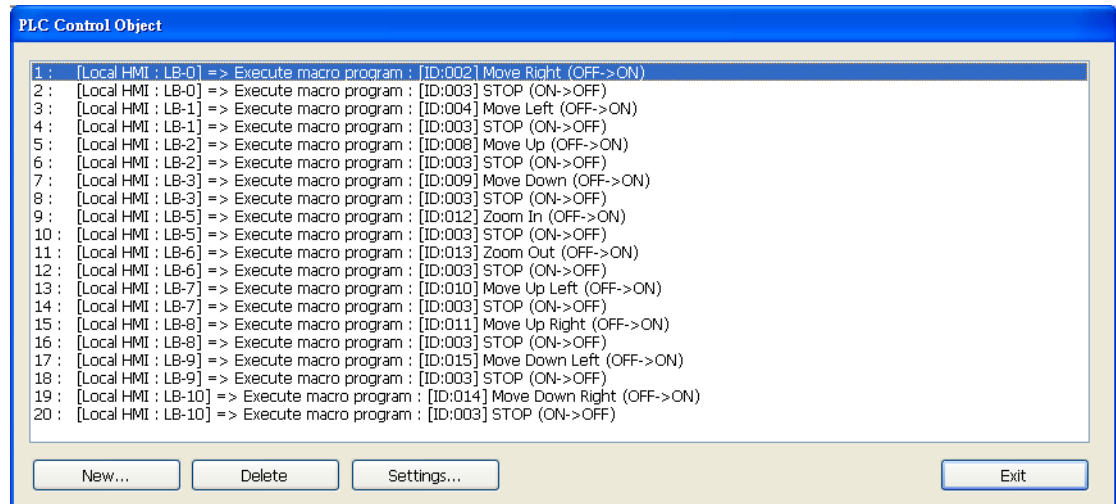 PLC Control Object
1 : [Local HMI : LB-0] => Execute macro program : [ID:002] Move Right (OFF->ON)
2 : [Local HMI : LB-0] => Execute macro program : [ID:003] STOP (ON->OFF)
3 : [Local HMI : LB-1] => Execute macro program : [ID:004] Move Left (OFF->ON)
4 : [Local HMI : LB-1] => Execute macro program : [ID:003] STOP (ON->OFF)
5 : [Local HMI : LB-2] => Execute macro program : [ID:008] Move Up (OFF->ON)
6 : [Local HMI : LB-2] => Execute macro program : [ID:003] STOP (ON->OFF)
7 : [Local HMI : LB-3] => Execute macro program : [ID:009] Move Down (OFF->ON)
8 : [Local HMI : LB-3] => Execute macro program : [ID:003] STOP (ON->OFF)
9 : [Local HMI : LB-5] => Execute macro program : [ID:012] Zoom In (OFF->ON)
10 : [Local HMI : LB-5] => Execute macro program : [ID:003] STOP (ON->OFF)
11 : [Local HMI : LB-6] => Execute macro program : [ID:013] Zoom Out (OFF->ON)
12 : [Local HMI : LB-6] => Execute macro program : [ID:003] STOP (ON->OFF)
13 : [Local HMI : LB-7] => Execute macro program : [ID:010] Move Up Left (OFF->ON)
14 : [Local HMI : LB-7] => Execute macro program : [ID:003] STOP (ON->OFF)
15 : [Local HMI : LB-8] => Execute macro program : [ID:011] Move Up Right (OFF->ON)
16 : [Local HMI : LB-8] => Execute macro program : [ID:003] STOP (ON->OFF)
17 : [Local HMI : LB-9] => Execute macro program : [ID:015] Move Down Left (OFF->ON)
18 : [Local HMI : LB-9] => Execute macro program : [ID:003] STOP (ON->OFF)
19 : [Local HMI : LB-10] => Execute macro program : [ID:014] Move Down Right (OFF->ON)
20 : [Local HMI : LB-10] => Execute macro program : [ID:003] STOP (ON->OFF)
New... Delete Settings... Exit